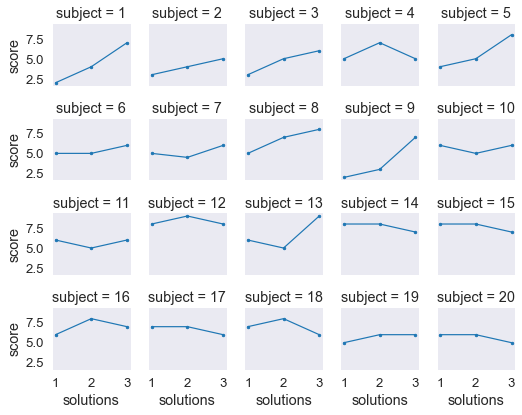 subject = 1 subject = 2 subject = 3 subject = 4 subject = 5
score 7.5 5.0 2.5
subject = 6 subject = 7 subject = 8 subject = 9 subject = 10
score 7.5 5.0 2.5
subject = 11 subject = 12 subject = 13 subject = 14 subject = 15
score 7.5 5.0 2.5
subject = 16 subject = 17 subject = 18 subject = 19 subject = 20
score 7.5 5.0 2.5
1 2 3 1 2 3 1 2 3 1 2 3 1 2 3
solutions solutions solutions solutions solutions